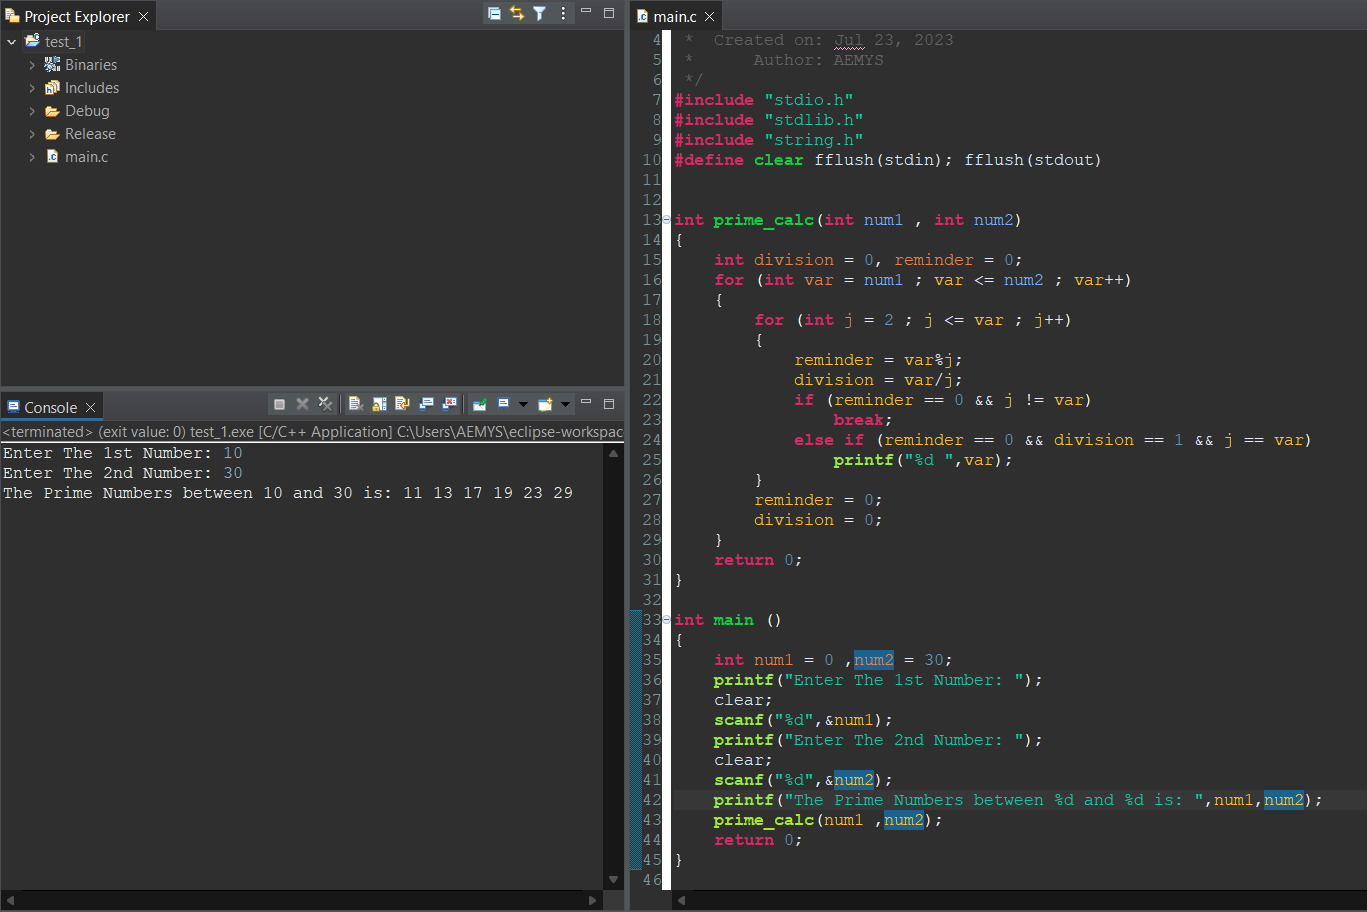 Project Explorer
test_1
Binaries
Includes
Debug
Release
main.c
Console
<terminated> (exit value: 0) test_1.exe [C/C++ Application] C:\Users\AEMYS\eclipse-workspac
Enter The 1st Number: 10
Enter The 2nd Number: 30
The Prime Numbers between 10 and 30 is: 11 13 17 19 23 29
main.c
4 *  Created on: Jul 23, 2023
5 *      Author: AEMYS
6 */
7 #include "stdio.h"
8 #include "stdlib.h"
9 #include "string.h"
10 #define clear fflush(stdin); fflush(stdout)
11
12
13 int prime_calc(int num1 , int num2)
14 {
15     int division = 0, reminder = 0;
16     for (int var = num1 ; var <= num2 ; var++)
17     {
18         for (int j = 2 ; j <= var ; j++)
19         {
20             reminder = var%j;
21             division = var/j;
22             if (reminder == 0 && j != var)
23                 break;
24             else if (reminder == 0 && division == 1 && j == var)
25                 printf("%d ",var);
26         }
27         reminder = 0;
28         division = 0;
29     }
30     return 0;
31 }
32
33 int main ()
34 {
35     int num1 = 0 ,num2 = 30;
36     printf("Enter The 1st Number: ");
37     clear;
38     scanf("%d",&num1);
39     printf("Enter The 2nd Number: ");
40     clear;
41     scanf("%d",&num2);
42     printf("The Prime Numbers between %d and %d is: ",num1,num2);
43     prime_calc(num1 ,num2);
44     return 0;
45 }
46